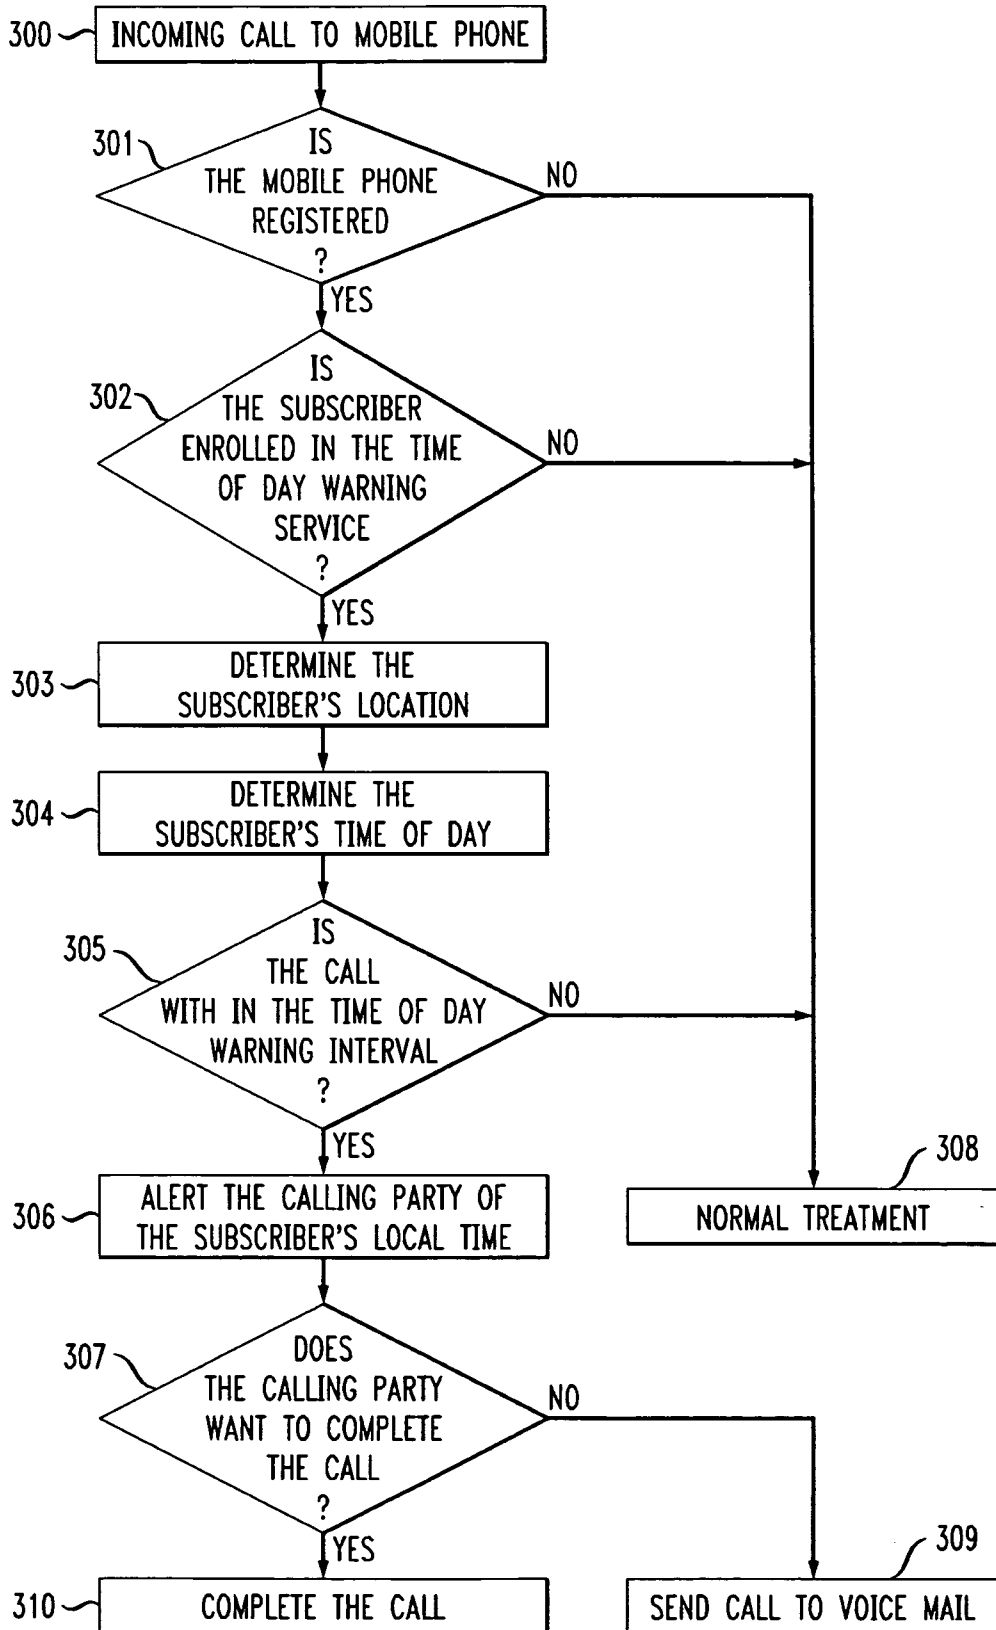 300
INCOMING CALL TO MOBILE PHONE
301
IS
THE MOBILE PHONE
REGISTERED
?
NO
YES
302
IS
THE SUBSCRIBER
ENROLLED IN THE TIME
OF DAY WARNING
SERVICE
?
NO
YES
303
DETERMINE THE
SUBSCRIBER'S LOCATION
304
DETERMINE THE
SUBSCRIBER'S TIME OF DAY
305
IS
THE CALL
WITH IN THE TIME OF DAY
WARNING INTERVAL
?
NO
YES
306
ALERT THE CALLING PARTY OF
THE SUBSCRIBER'S LOCAL TIME
308
NORMAL TREATMENT
307
DOES
THE CALLING PARTY
WANT TO COMPLETE
THE CALL
?
NO
YES
310
COMPLETE THE CALL
309
SEND CALL TO VOICE MAIL